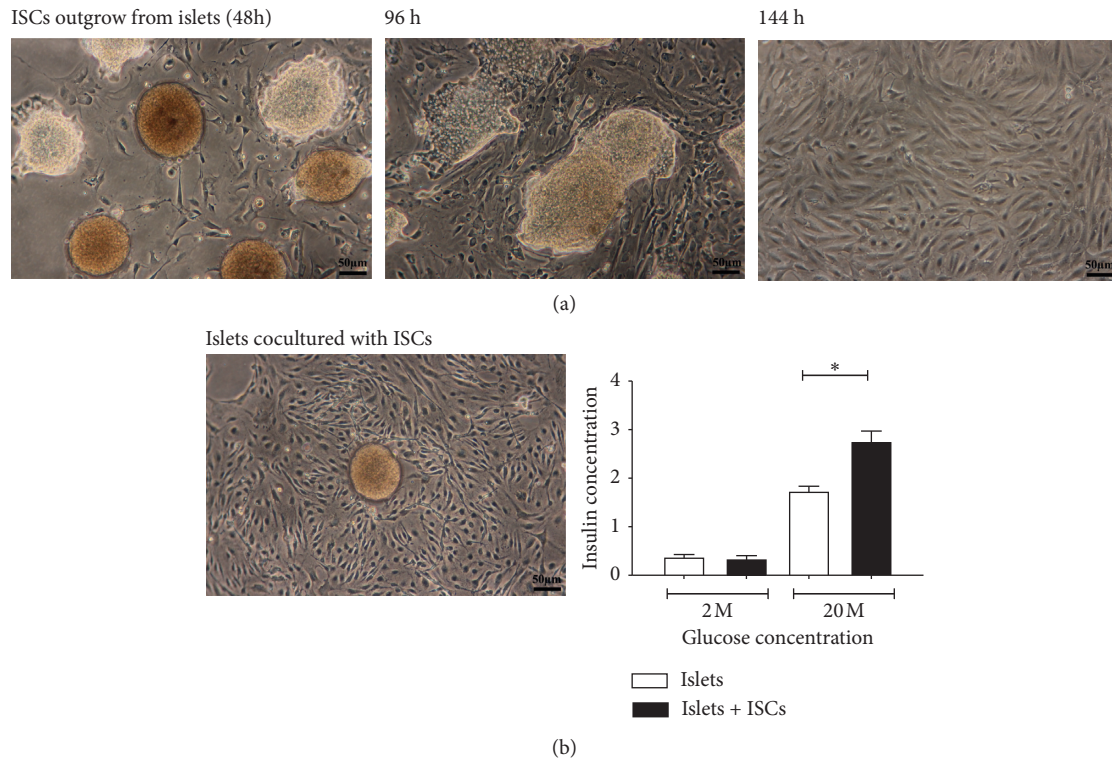 ISCs outgrow from islets (48h)
96 h
144 h
50μm
50μm
50μm
(a)
Islets cocultured with ISCs
50μm
Insulin concentration
4
3
2
1
0
*
2 M
20 M
Glucose concentration
Islets
Islets + ISCs
(b)